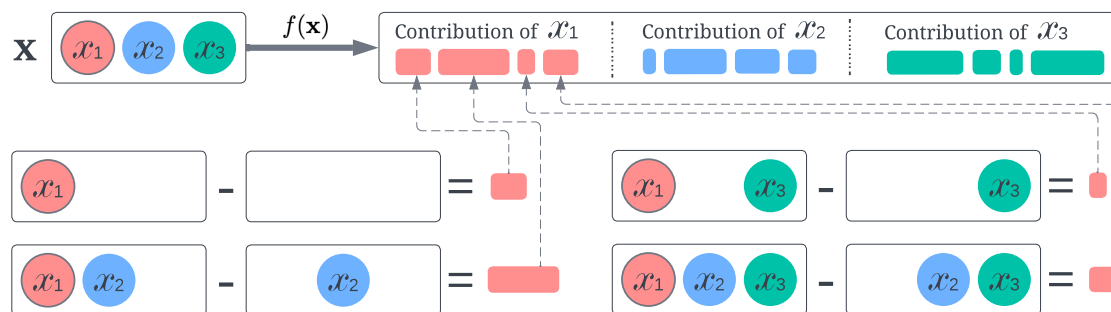 x x₁ x₂ x₃ f(x) Contribution of x₁ Contribution of x₂ Contribution of x₃
x₁ - = x₁ x₃ - x₃ =
x₁ x₂ - x₂ = x₁ x₂ x₃ - x₂ x₃ =